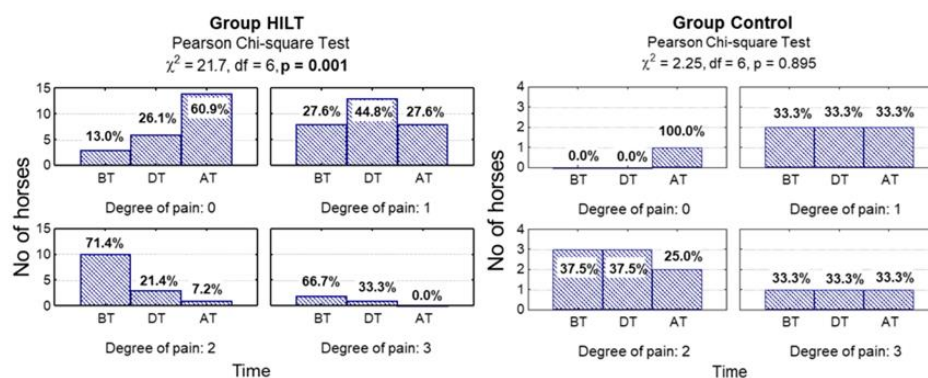 Group HILT
Pearson Chi-square Test
χ² = 21.7, df = 6, p = 0.001
No of horses
15
10
5
0
13.0%
26.1%
60.9%
BT
DT
AT
Degree of pain: 0
27.6%
44.8%
27.6%
BT
DT
AT
Degree of pain: 1
15
10
5
0
71.4%
21.4%
7.2%
BT
DT
AT
Degree of pain: 2
66.7%
33.3%
0.0%
BT
DT
AT
Degree of pain: 3
Time
Group Control
Pearson Chi-square Test
χ² = 2.25, df = 6, p = 0.895
No of horses
4
3
2
1
0
0.0%
0.0%
100.0%
BT
DT
AT
Degree of pain: 0
33.3%
33.3%
33.3%
BT
DT
AT
Degree of pain: 1
4
3
2
1
0
37.5%
37.5%
25.0%
BT
DT
AT
Degree of pain: 2
33.3%
33.3%
33.3%
BT
DT
AT
Degree of pain: 3
Time